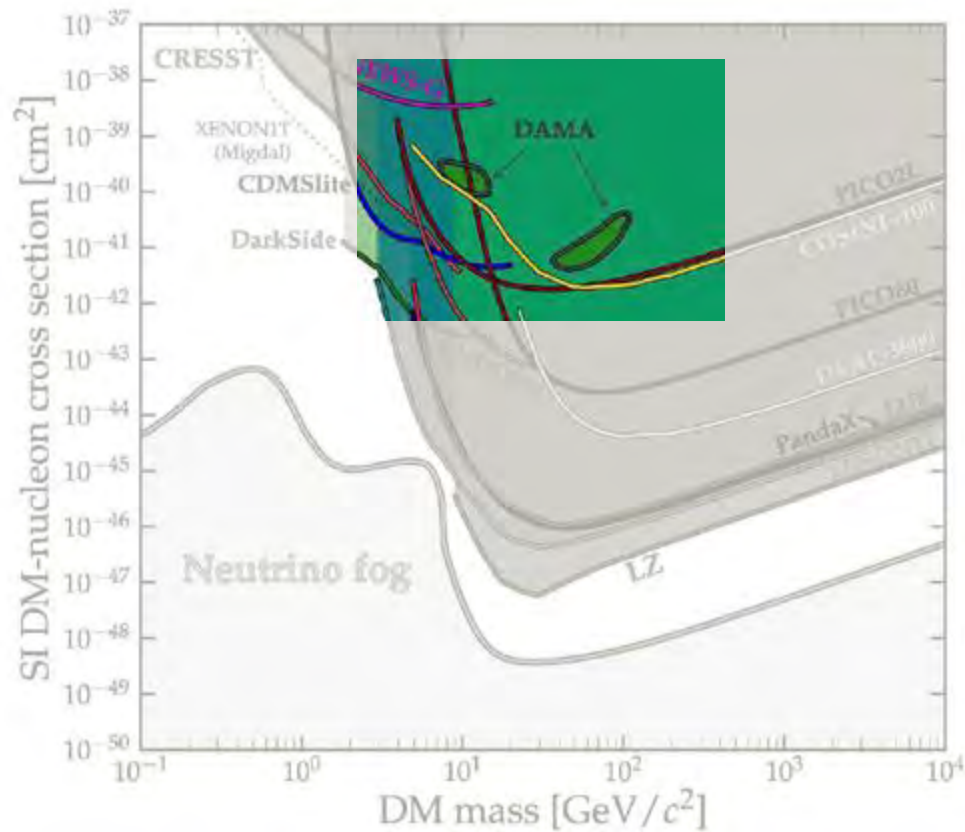 SI DM-nucleon cross section [cm²]
10⁻³⁷
10⁻³⁸
10⁻³⁹
10⁻⁴⁰
10⁻⁴¹
10⁻⁴²
10⁻⁴³
10⁻⁴⁴
10⁻⁴⁵
10⁻⁴⁶
10⁻⁴⁷
10⁻⁴⁸
10⁻⁴⁹
10⁻⁵⁰
CRESST
NEWS-G
XENON1T
(Migdal)
DAMA
CDMSlite
DarkSide
PICO2L
COSINE-100
PICO60
DEAP-3600
PandaX
LZ
Neutrino fog
10⁻¹
10⁰
10¹
10²
10³
10⁴
DM mass [GeV/c²]